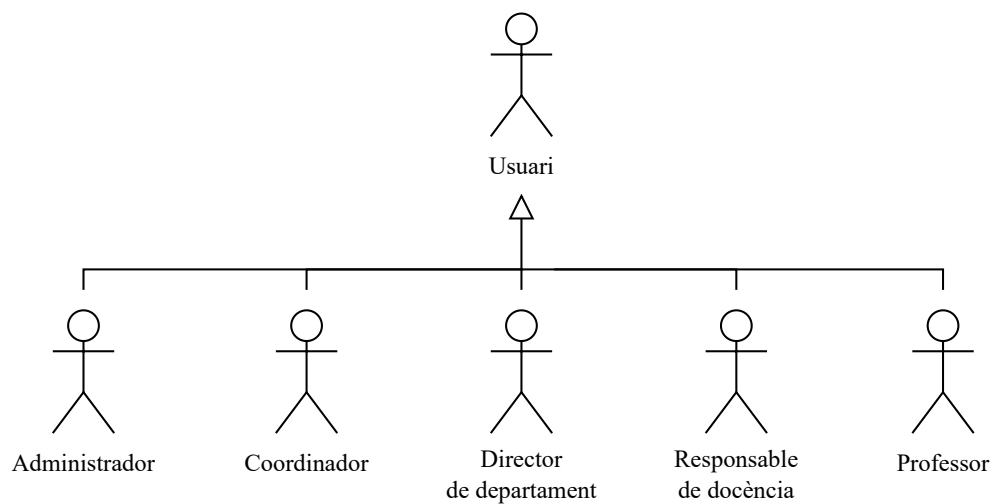 Usuari
Administrador
Coordinador
Director
de departament
Responsable
de docència
Professor